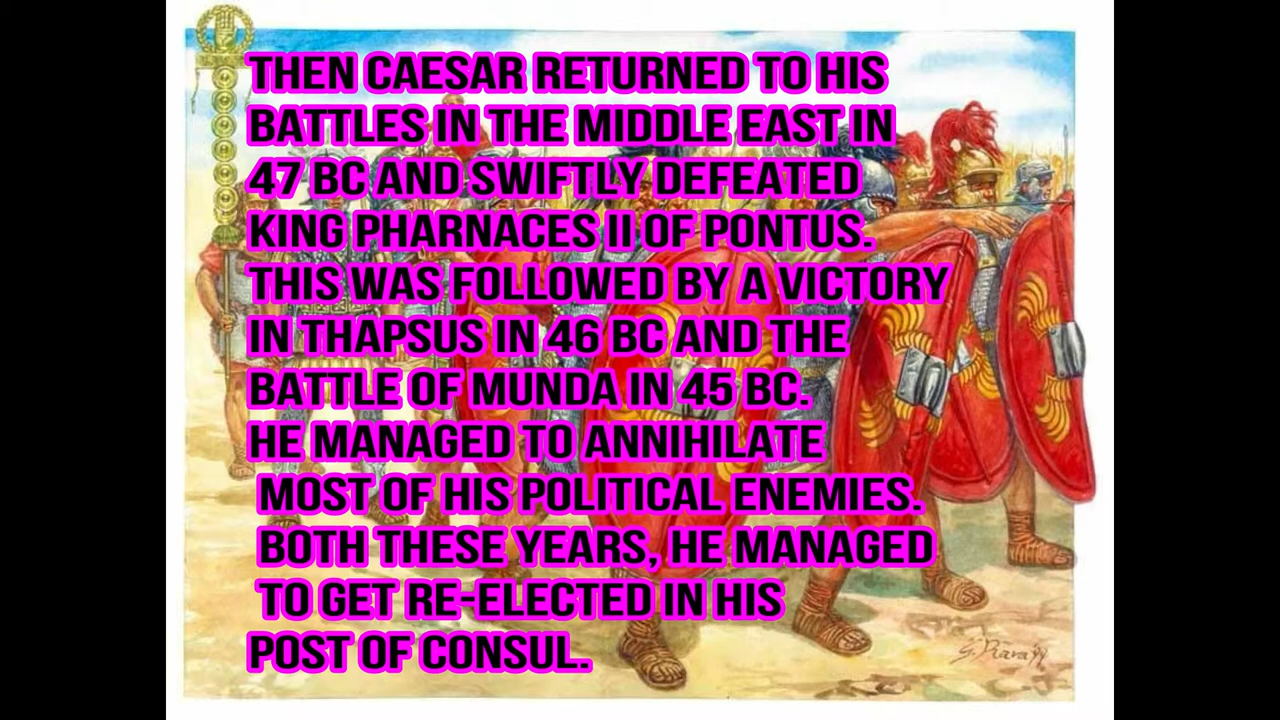 THEN CAESAR RETURNED TO HIS
BATTLES IN THE MIDDLE EAST IN
47 BC AND SWIFTLY DEFEATED
KING PHARNACES II OF PONTUS.
THIS WAS FOLLOWED BY A VICTORY
IN THAPSUS IN 46 BC AND THE
BATTLE OF MUNDA IN 45 BC.
HE MANAGED TO ANNIHILATE
MOST OF HIS POLITICAL ENEMIES.
BOTH THESE YEARS, HE MANAGED
TO GET RE-ELECTED IN HIS
POST OF CONSUL.